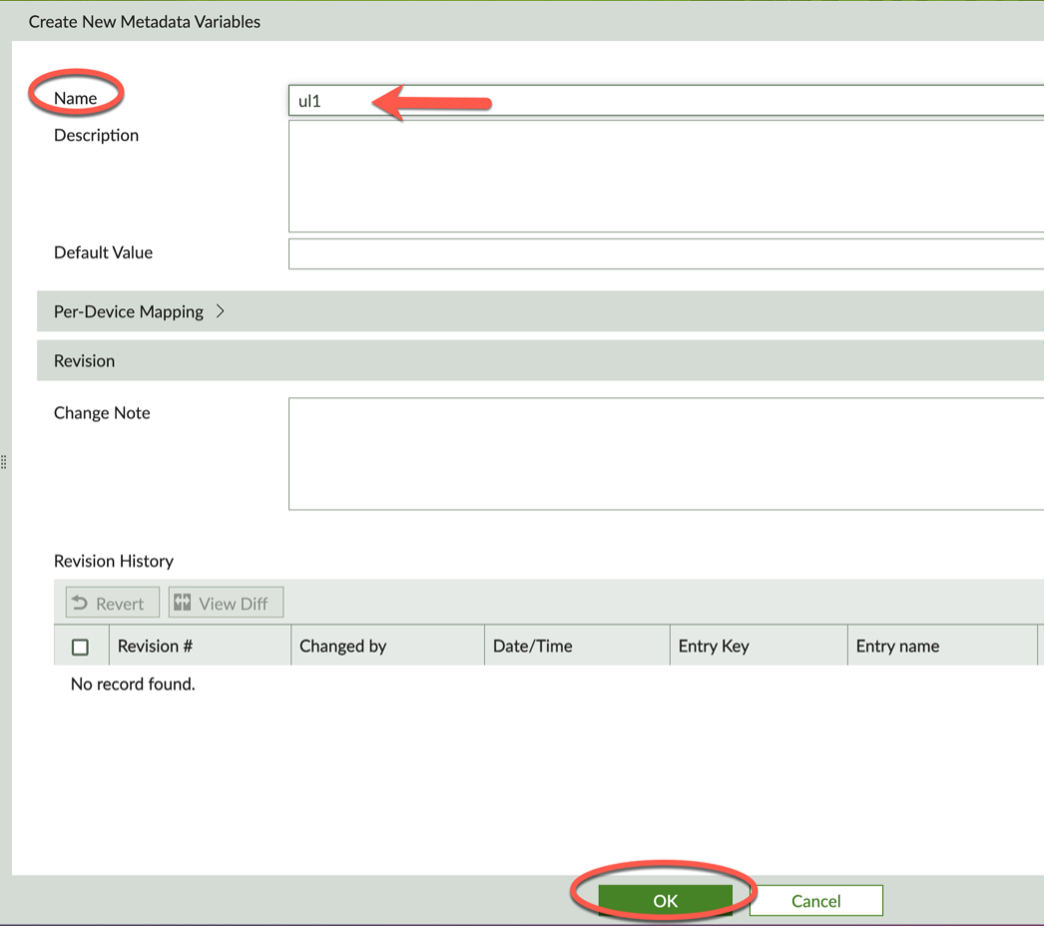 Create New Metadata Variables
Name
ul1
Description
Default Value
Per-Device Mapping
Revision
Change Note
Revision History
Revert View Diff
Revision # Changed by Date/Time Entry Key Entry name
No record found.
OK Cancel